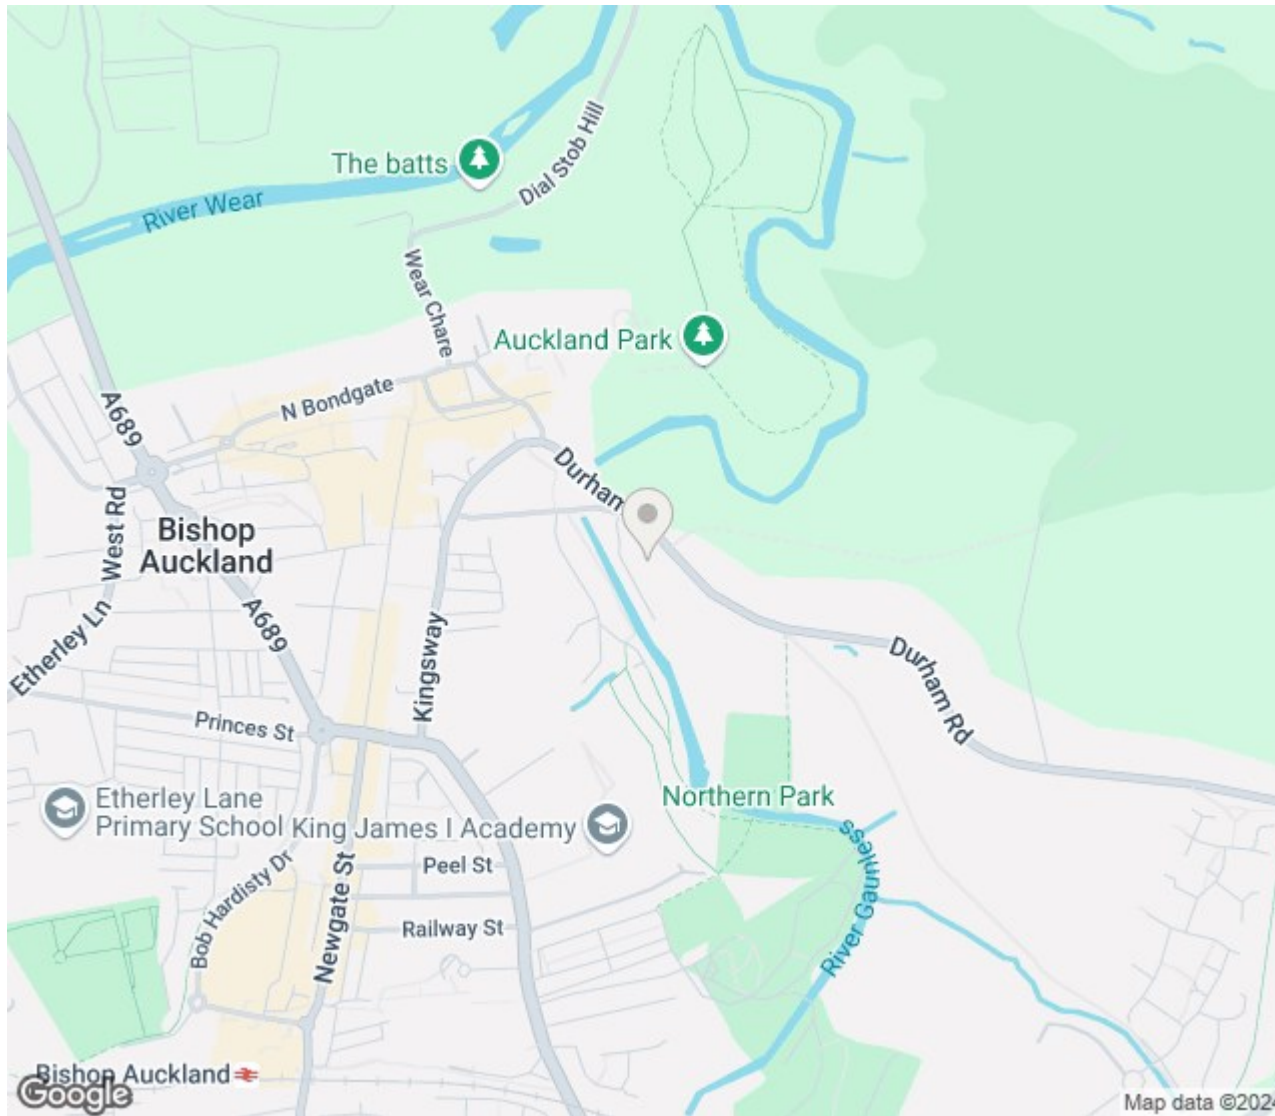 The batts
Dial Stob Hill
River Wear
Wear Chare
Auckland Park
A689
N Bondgate
Durham
West Rd
Bishop
Auckland
A689
Etherley Ln
Kingsway
Durham Rd
Princes St
Northern Park
Etherley Lane
Primary School
King James I Academy
River Gaunless
Peel St
Bob Hardisty Dr
Newgate St
Railway St
Bishop Auckland
Google
Map data ©2024